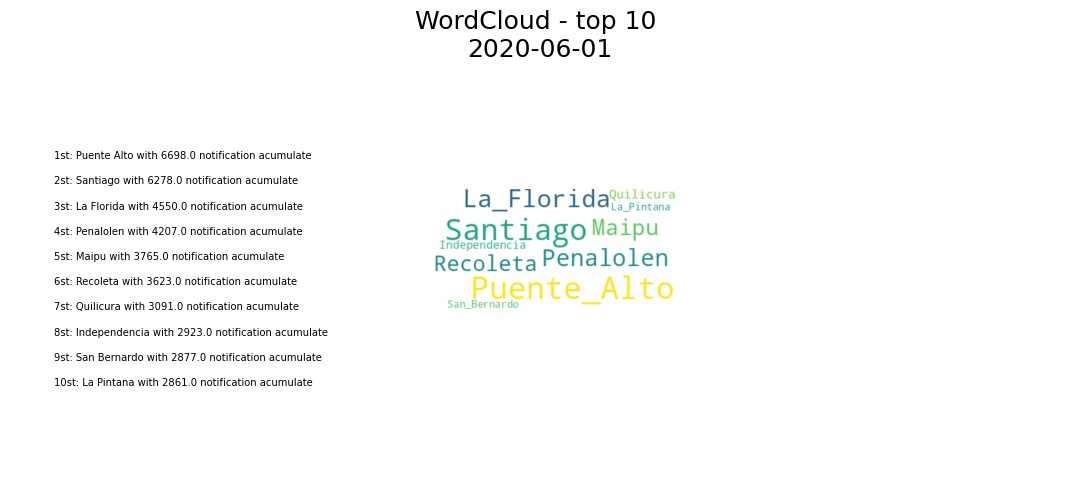 WordCloud - top 10
2020-06-01
1st: Puente Alto with 6698.0 notification acumulate
2st: Santiago with 6278.0 notification acumulate
3st: La Florida with 4550.0 notification acumulate
4st: Penalolen with 4207.0 notification acumulate
5st: Maipu with 3765.0 notification acumulate
6st: Recoleta with 3623.0 notification acumulate
7st: Quilicura with 3091.0 notification acumulate
8st: Independencia with 2923.0 notification acumulate
9st: San Bernardo with 2877.0 notification acumulate
10st: La Pintana with 2861.0 notification acumulate
La_Florida
Quilicura
La_Pintana
Santiago
Maipu
Independencia
Recoleta
Penalolen
Puente_Alto
San_Bernardo